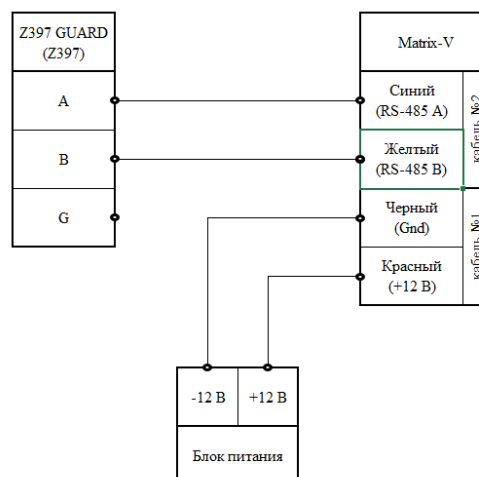 Z397 GUARD
(Z397)
A
B
G
Matrix-V
Синий
(RS-485 A)
Желтый
(RS-485 B)
кабель №2
Черный
(Gnd)
Красный
(+12 В)
кабель №1
-12 В
+12 В
Блок питания